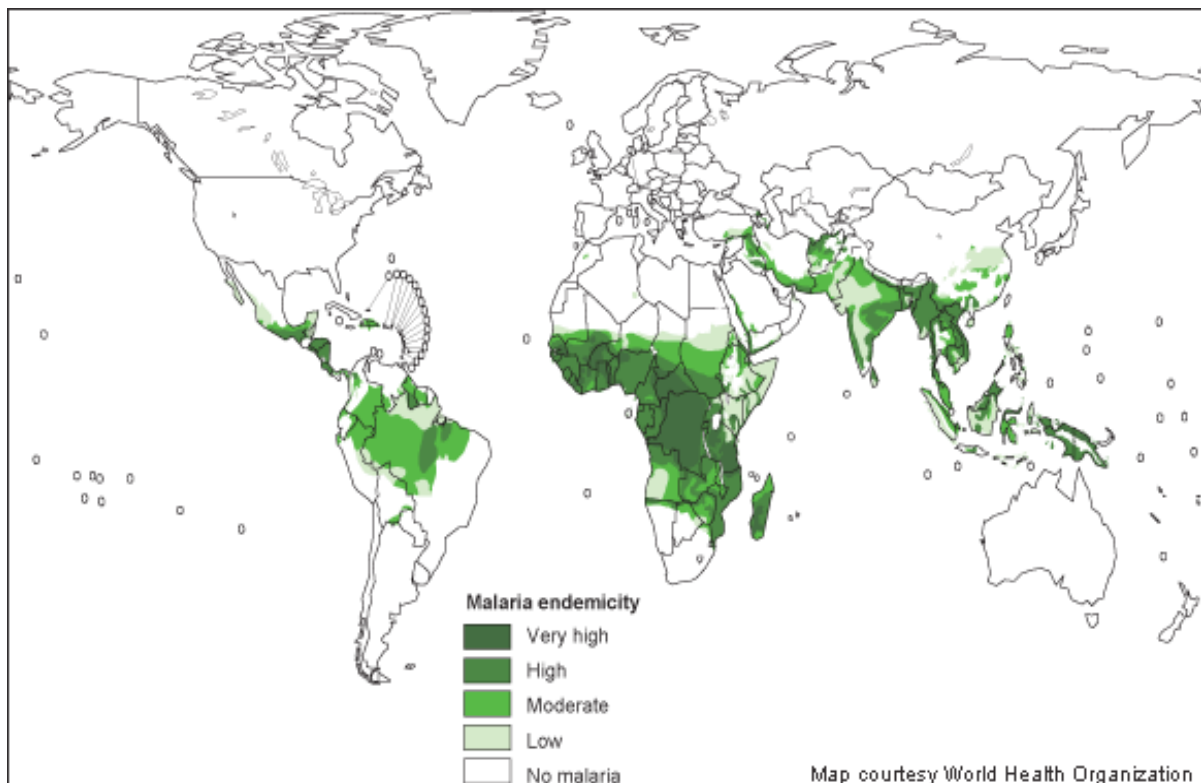 Malaria endemicity
Very high
High
Moderate
Low
No malaria
Map courtesy World Health Organization